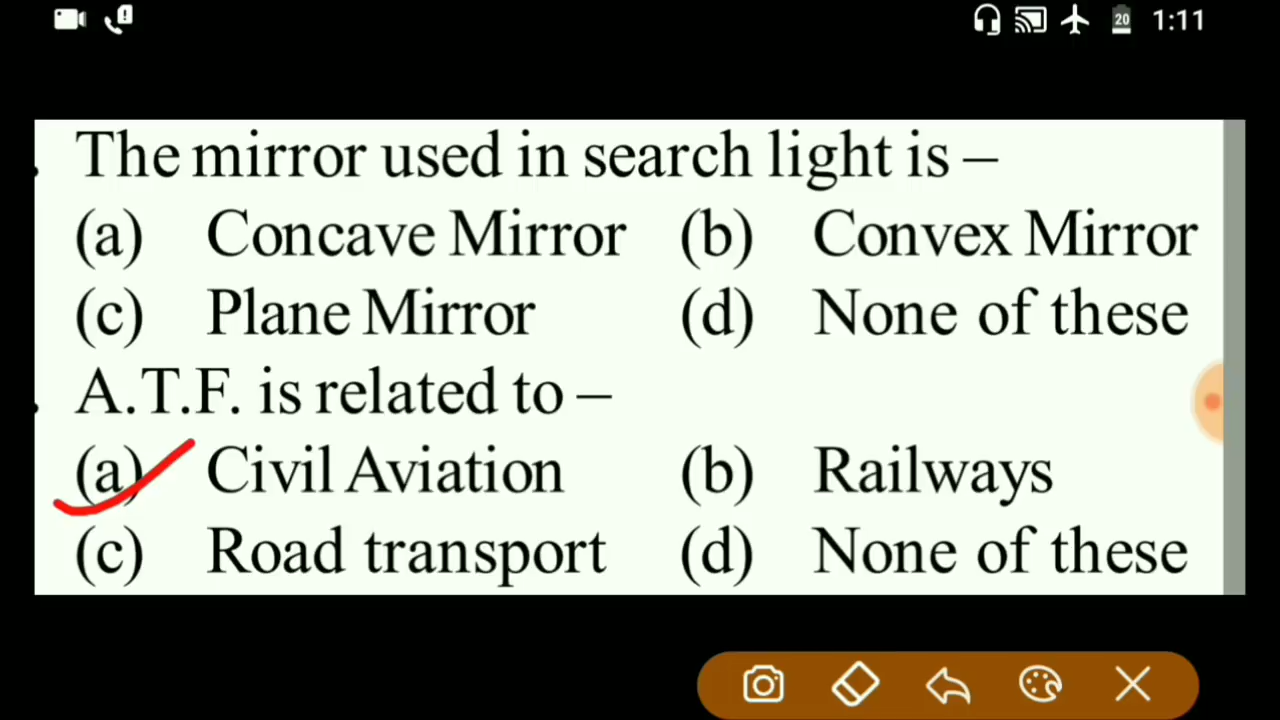 20 1:11
The mirror used in search light is –
(a) Concave Mirror (b) Convex Mirror
(c) Plane Mirror (d) None of these
A.T.F. is related to –
(a) Civil Aviation (b) Railways
(c) Road transport (d) None of these